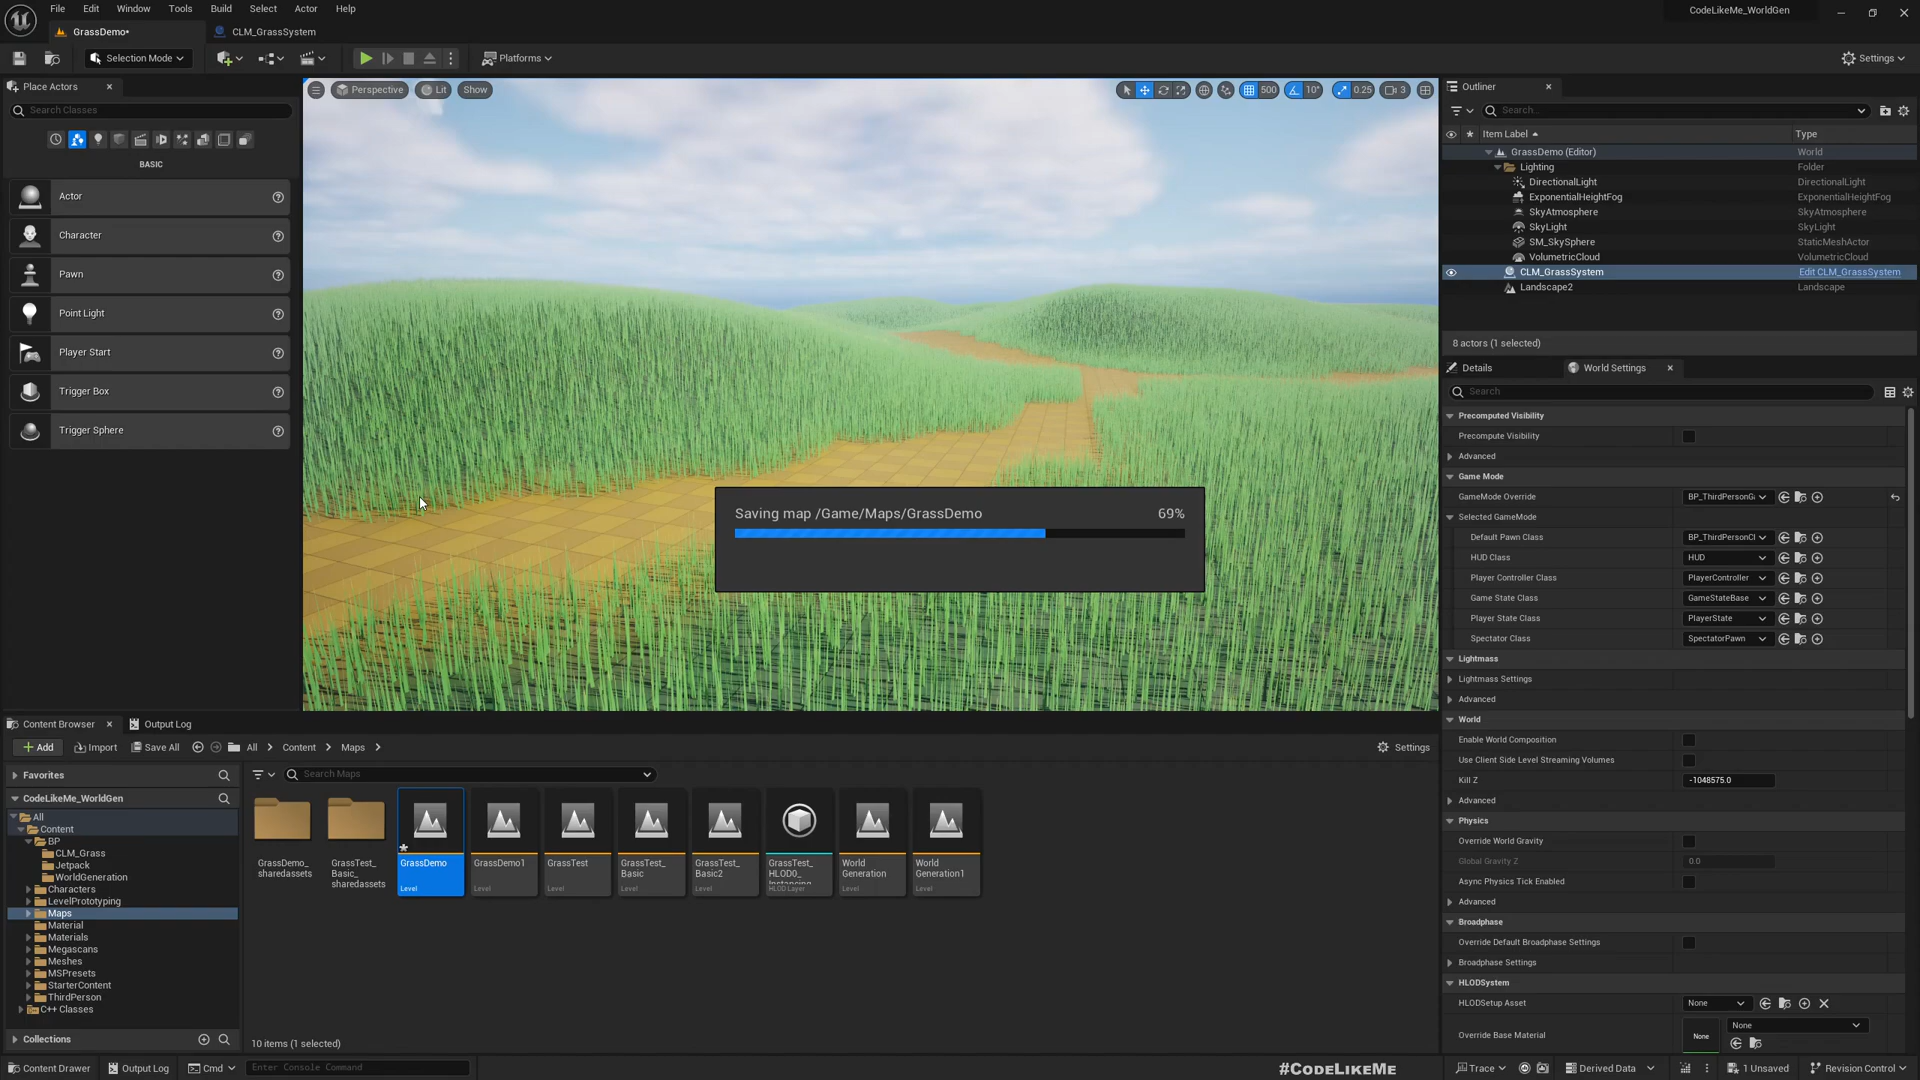 File Edit Window Tools Build Select Actor Help
CodeLikeMe_WorldGen
GrassDemo•
CLM_GrassSystem
Selection Mode
Platforms
Settings
Place Actors
Search Classes
BASIC
Actor
Character
Pawn
Point Light
Player Start
Trigger Box
Trigger Sphere
Perspective
Lit
Show
500
10°
0.25
3
Saving map /Game/Maps/GrassDemo
69%
Outliner
Search...
Item Label
Type
GrassDemo (Editor) World
Lighting Folder
DirectionalLight DirectionalLight
ExponentialHeightFog ExponentialHeightFog
SkyAtmosphere SkyAtmosphere
SkyLight SkyLight
SM_SkySphere StaticMeshActor
VolumetricCloud VolumetricCloud
CLM_GrassSystem Edit CLM_GrassSystem
Landscape2 Landscape
8 actors (1 selected)
Details
World Settings
Search
Precomputed Visibility
Precompute Visibility
Advanced
Game Mode
GameMode Override BP_ThirdPersonGa
Selected GameMode
Default Pawn Class BP_ThirdPersonCl
HUD Class HUD
Player Controller Class PlayerController
Game State Class GameStateBase
Player State Class PlayerState
Spectator Class SpectatorPawn
Lightmass
Lightmass Settings
Advanced
World
Enable World Composition
Use Client Side Level Streaming Volumes
Kill Z -1048575.0
Advanced
Physics
Override World Gravity
Global Gravity Z 0.0
Async Physics Tick Enabled
Advanced
Broadphase
Override Default Broadphase Settings
Broadphase Settings
HLODSystem
HLODSetup Asset None
Override Base Material None None
Content Browser
Output Log
Add
Import
Save All
All
Content
Maps
Settings
Favorites
CodeLikeMe_WorldGen
All
Content
BP
CLM_Grass
Jetpack
WorldGeneration
Characters
LevelPrototyping
Maps
Material
Materials
Megascans
Meshes
MSPresets
StarterContent
ThirdPerson
C++ Classes
Collections
Search Maps
GrassDemo_
sharedassets
GrassTest_
Basic_
sharedassets
GrassDemo
Level
GrassDemo1
Level
GrassTest
Level
GrassTest_
Basic
Level
GrassTest_
Basic2
Level
GrassTest_
HLOD0_
Instancing
HLOD Layer
World
Generation
Level
World
Generation1
Level
10 items (1 selected)
Content Drawer
Output Log
Cmd
Enter Console Command
#CODELIKEME
Trace
Derived Data
1 Unsaved
Revision Control